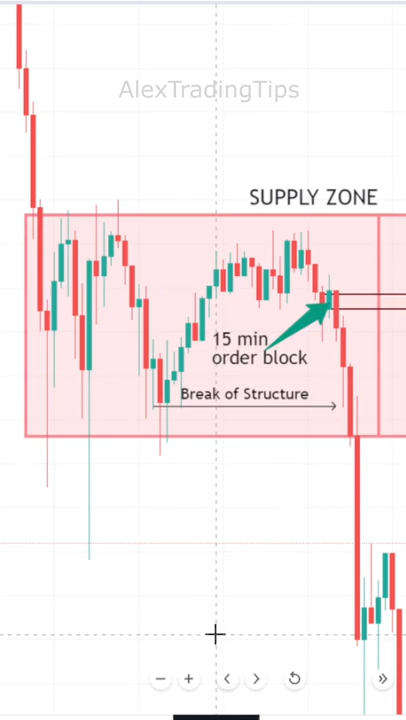 AlexTradingTips
SUPPLY ZONE
15 min
order block
Break of Structure